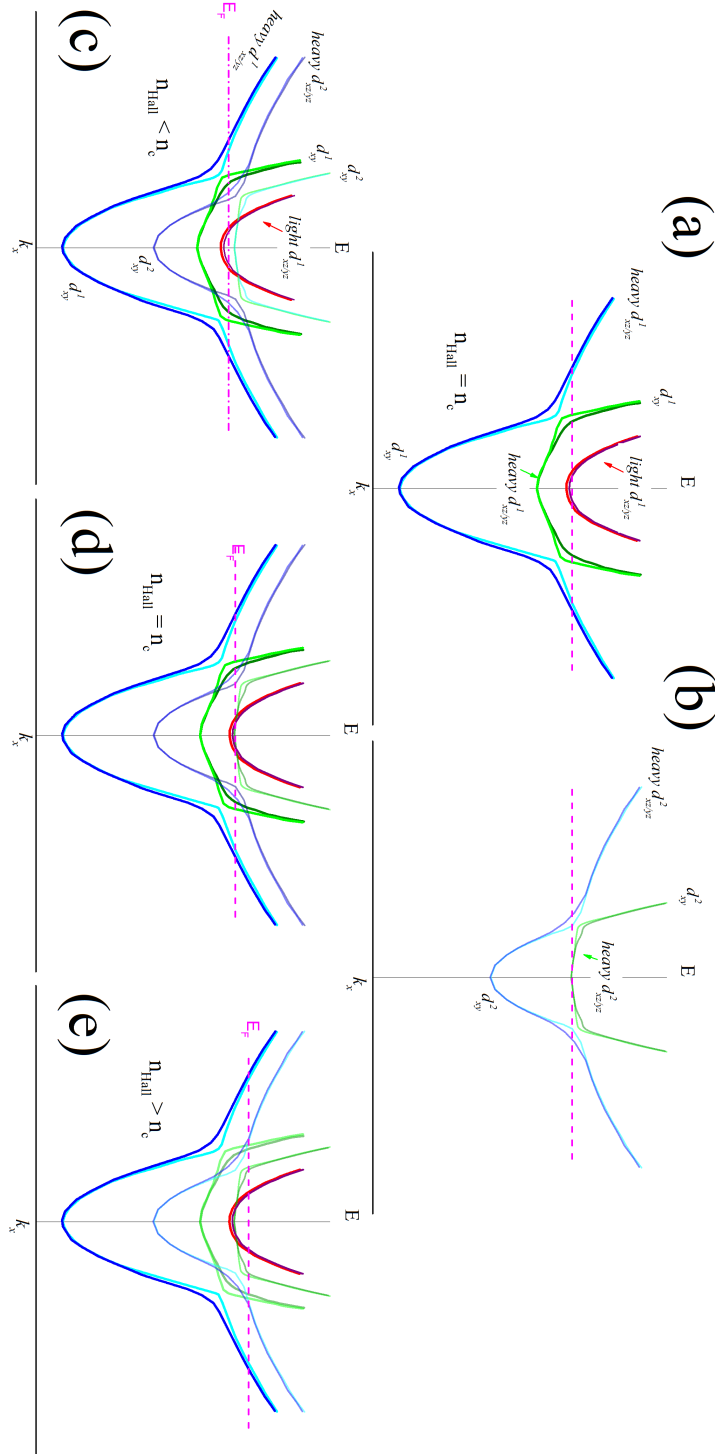 (a)
E
heavy d¹xz/yz
d¹xy
light d¹xz/yz
heavy d¹xz/yz
d¹xy
nHall = nc
kx
(b)
E
heavy d²xz/yz
d²xy
heavy d²xz/yz
d²xy
kx
(c)
EF
E
heavy d¹xz/yz
heavy d²xz/yz
d¹xy
d²xy
light d¹xz/yz
d²xy
d¹xy
nHall < nc
kx
(d)
EF
E
nHall = nc
kx
(e)
EF
E
nHall > nc
kx